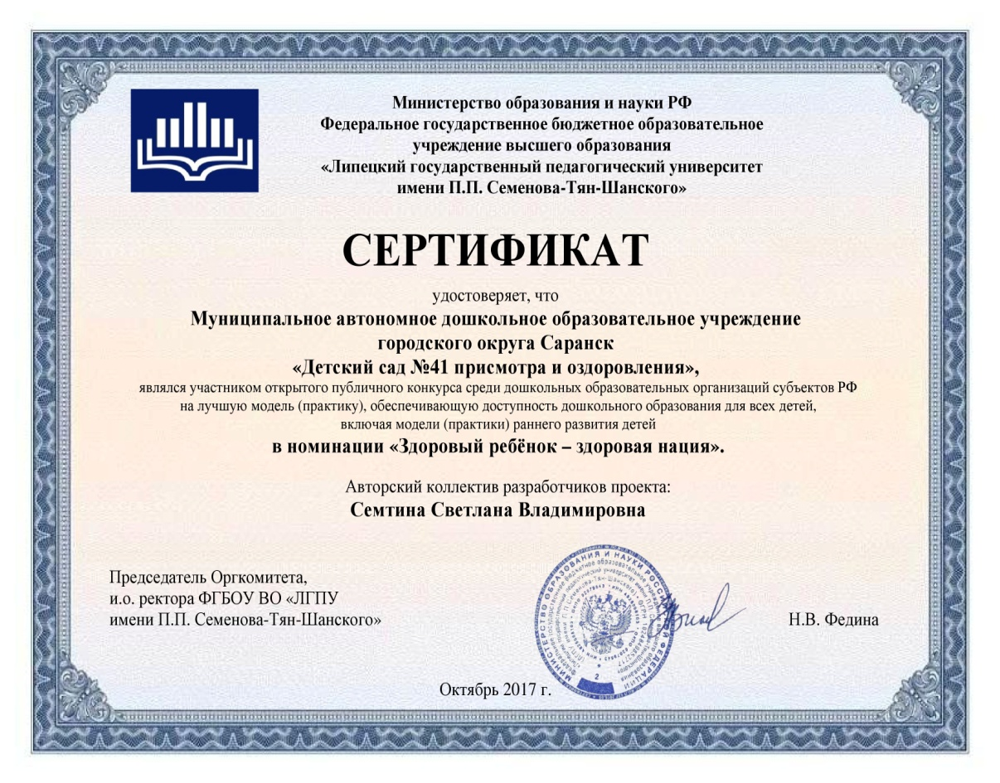 Министерство образования и науки РФ
Федеральное государственное бюджетное образовательное
учреждение высшего образования
«Липецкий государственный педагогический университет
имени П.П. Семенова-Тян-Шанского»
СЕРТИФИКАТ
удостоверяет, что
Муниципальное автономное дошкольное образовательное учреждение
городского округа Саранск
«Детский сад №41 присмотра и оздоровления»,
являлся участником открытого публичного конкурса среди дошкольных образовательных организаций субъектов РФ
на лучшую модель (практику), обеспечивающую доступность дошкольного образования для всех детей,
включая модели (практики) раннего развития детей
в номинации «Здоровый ребёнок – здоровая нация».
Авторский коллектив разработчиков проекта:
Семтина Светлана Владимировна
Председатель Оргкомитета,
и.о. ректора ФГБОУ ВО «ЛГПУ
имени П.П. Семенова-Тян-Шанского»
МИНИСТЕРСТВО ОБРАЗОВАНИЯ И НАУКИ РОССИЙСКОЙ ФЕДЕРАЦИИ
2
Н.В. Федина
Октябрь 2017 г.